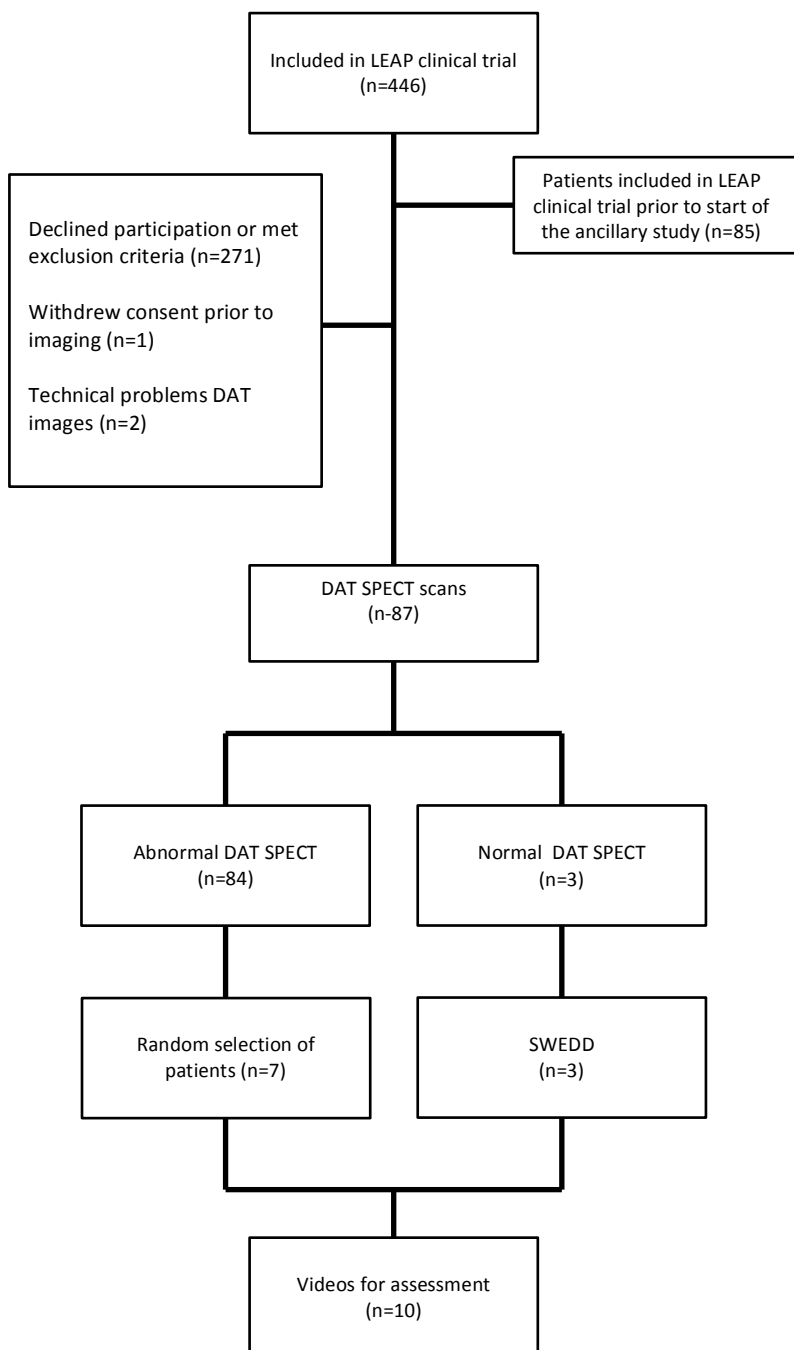 Included in LEAP clinical trial
(n=446)
Patients included in LEAP
clinical trial prior to start of
the ancillary study (n=85)
Declined participation or met
exclusion criteria (n=271)
Withdrew consent prior to
imaging (n=1)
Technical problems DAT
images (n=2)
DAT SPECT scans
(n-87)
Abnormal DAT SPECT
(n=84)
Normal DAT SPECT
(n=3)
Random selection of
patients (n=7)
SWEDD
(n=3)
Videos for assessment
(n=10)